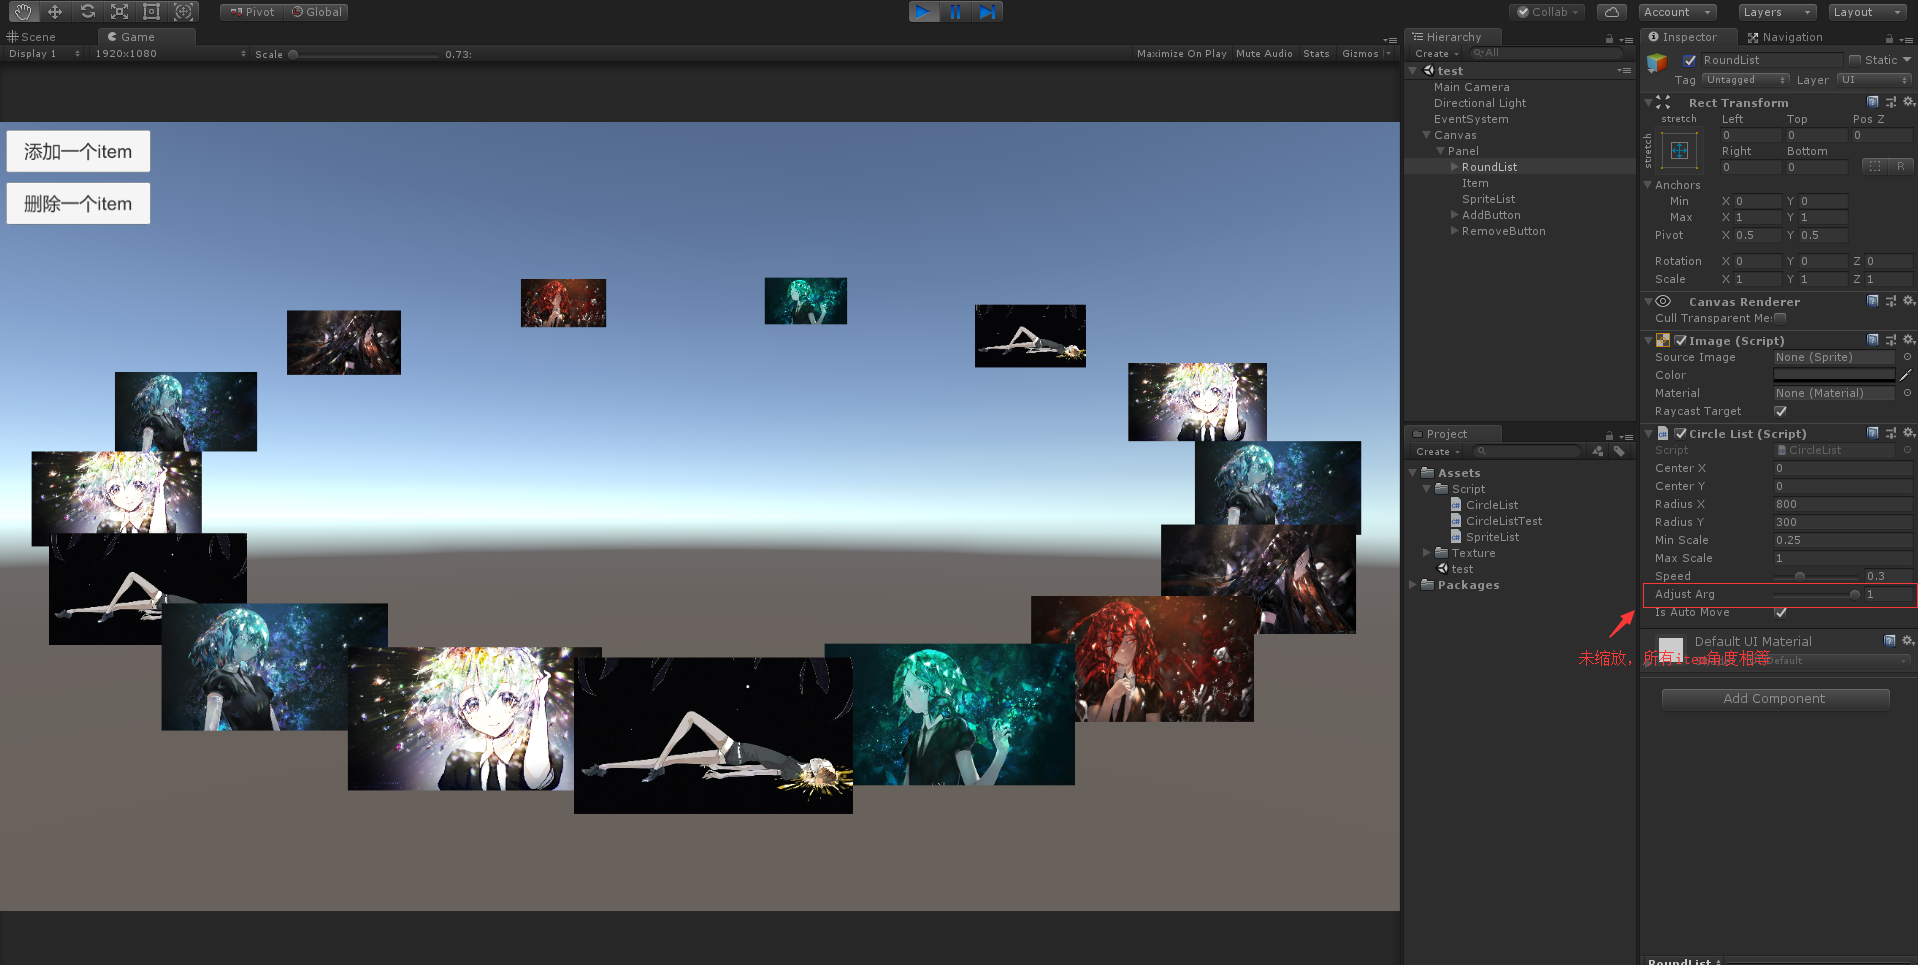 Pivot
Global
Collab
Account
Layers
Layout
Scene
Game
Display 1
1920x1080
Scale
0.73:
Maximize On Play
Mute Audio
Stats
Gizmos
添加一个item
删除一个item
Hierarchy
Create
All
test
Main Camera
Directional Light
EventSystem
Canvas
Panel
RoundList
Item
SpriteList
AddButton
RemoveButton
Project
Create
Assets
Script
CircleList
CircleListTest
SpriteList
Texture
test
Packages
Inspector
Navigation
RoundList
Static
Tag Untagged Layer UI
Rect Transform
stretch
stretch
Left Top Pos Z
0 0 0
Right Bottom
0 0
R
Anchors
Min X 0 Y 0
Max X 1 Y 1
Pivot X 0.5 Y 0.5
Rotation X 0 Y 0 Z 0
Scale X 1 Y 1 Z 1
Canvas Renderer
Cull Transparent Me:
Image (Script)
Source Image None (Sprite)
Color
Material None (Material)
Raycast Target
Circle List (Script)
Script CircleList
Center X 0
Center Y 0
Radius X 800
Radius Y 300
Min Scale 0.25
Max Scale 1
Speed 0.3
Adjust Arg 1
Is Auto Move
Default UI Material
未缩放，所有item角度相等
Default
Add Component
RoundList